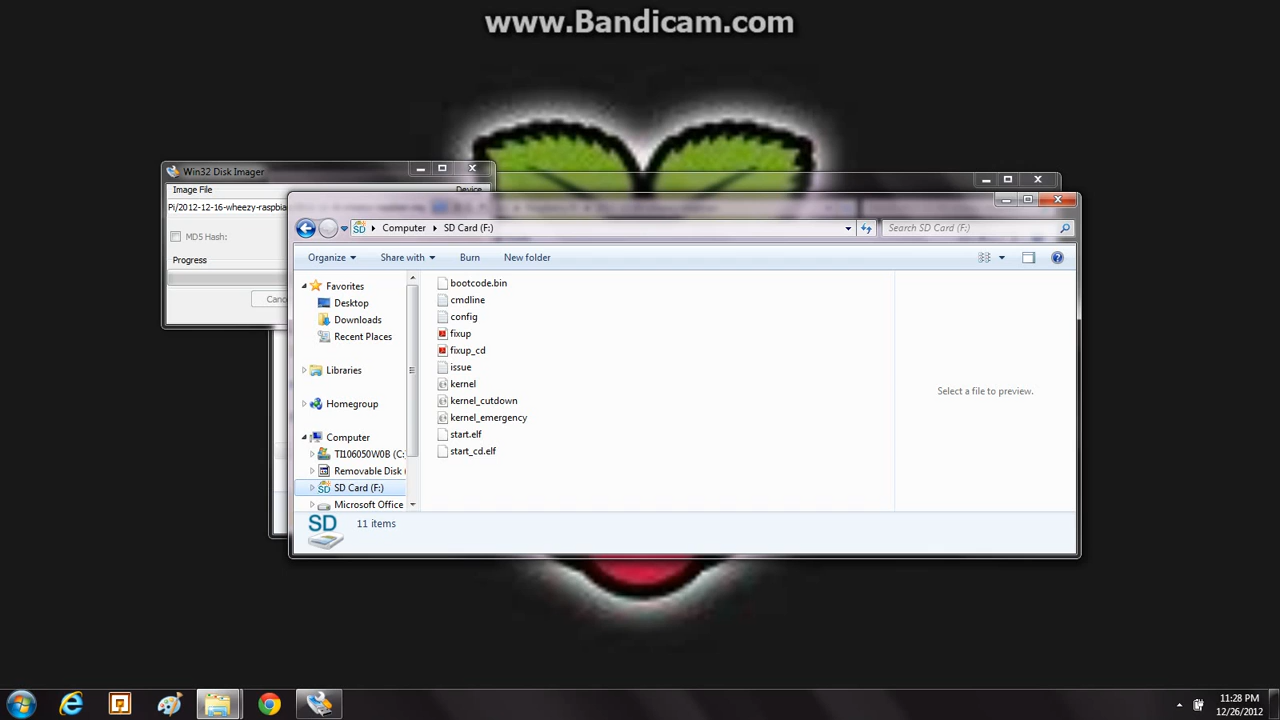 www.Bandicam.com
Win32 Disk Imager
Image File
Device
Pi/2012-12-16-wheezy-raspbia
MD5 Hash:
Progress
Computer
SD Card (F:)
Search SD Card (F:)
Organize
Share with
Burn
New folder
Favorites
Desktop
Downloads
Recent Places
Libraries
Homegroup
Computer
TI106050W0B (C:
Removable Disk (
SD Card (F:)
Microsoft Office
bootcode.bin
cmdline
config
fixup
fixup_cd
issue
kernel
kernel_cutdown
kernel_emergency
start.elf
start_cd.elf
Select a file to preview.
SD
11 items
11:28 PM
12/26/2012